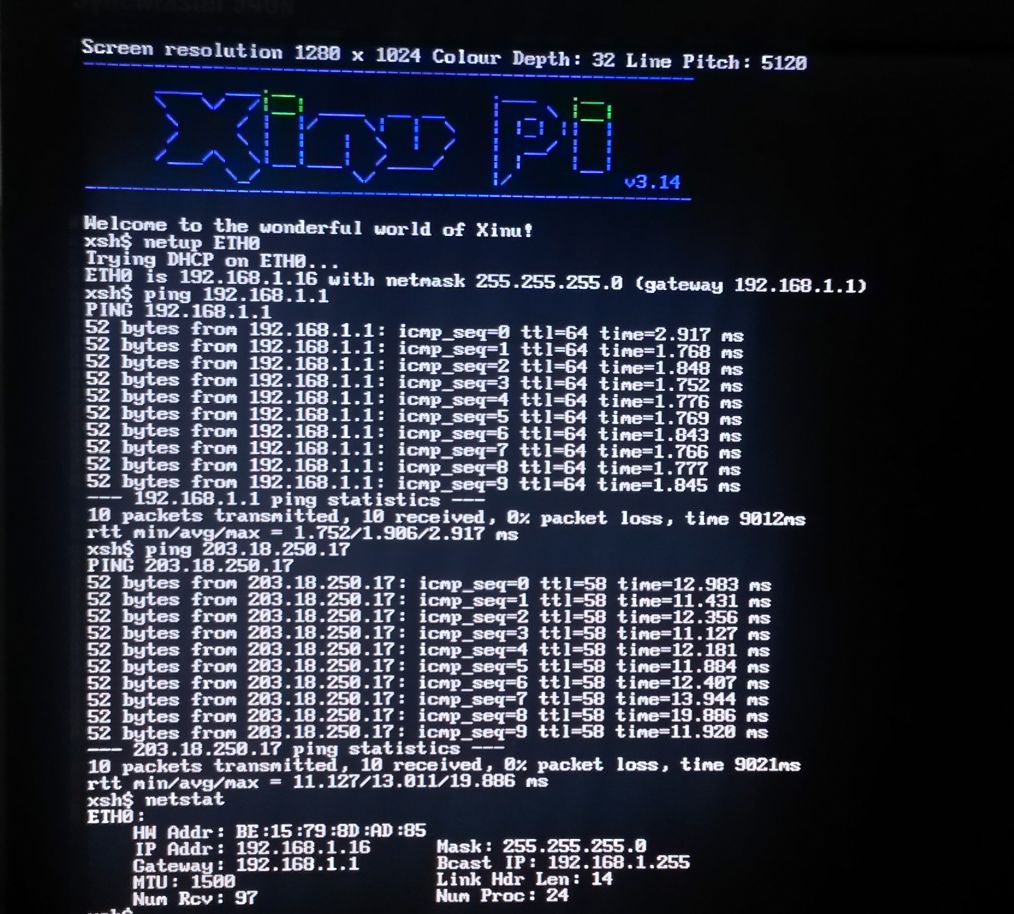 SyncMaster 940N
Screen resolution 1280 x 1024 Colour Depth: 32 Line Pitch: 5120
Xinu Pi
v3.14
Welcome to the wonderful world of Xinu!
xsh$ netup ETH0
Trying DHCP on ETH0...
ETH0 is 192.168.1.16 with netmask 255.255.255.0 (gateway 192.168.1.1)
xsh$ ping 192.168.1.1
PING 192.168.1.1
52 bytes from 192.168.1.1: icmp_seq=0 ttl=64 time=2.917 ms
52 bytes from 192.168.1.1: icmp_seq=1 ttl=64 time=1.768 ms
52 bytes from 192.168.1.1: icmp_seq=2 ttl=64 time=1.848 ms
52 bytes from 192.168.1.1: icmp_seq=3 ttl=64 time=1.752 ms
52 bytes from 192.168.1.1: icmp_seq=4 ttl=64 time=1.776 ms
52 bytes from 192.168.1.1: icmp_seq=5 ttl=64 time=1.769 ms
52 bytes from 192.168.1.1: icmp_seq=6 ttl=64 time=1.843 ms
52 bytes from 192.168.1.1: icmp_seq=7 ttl=64 time=1.766 ms
52 bytes from 192.168.1.1: icmp_seq=8 ttl=64 time=1.777 ms
52 bytes from 192.168.1.1: icmp_seq=9 ttl=64 time=1.845 ms
--- 192.168.1.1 ping statistics ---
10 packets transmitted, 10 received, 0% packet loss, time 9012ms
rtt min/avg/max = 1.752/1.906/2.917 ms
xsh$ ping 203.18.250.17
PING 203.18.250.17
52 bytes from 203.18.250.17: icmp_seq=0 ttl=58 time=12.983 ms
52 bytes from 203.18.250.17: icmp_seq=1 ttl=58 time=11.431 ms
52 bytes from 203.18.250.17: icmp_seq=2 ttl=58 time=12.356 ms
52 bytes from 203.18.250.17: icmp_seq=3 ttl=58 time=11.127 ms
52 bytes from 203.18.250.17: icmp_seq=4 ttl=58 time=12.181 ms
52 bytes from 203.18.250.17: icmp_seq=5 ttl=58 time=11.884 ms
52 bytes from 203.18.250.17: icmp_seq=6 ttl=58 time=12.407 ms
52 bytes from 203.18.250.17: icmp_seq=7 ttl=58 time=13.944 ms
52 bytes from 203.18.250.17: icmp_seq=8 ttl=58 time=19.886 ms
52 bytes from 203.18.250.17: icmp_seq=9 ttl=58 time=11.920 ms
--- 203.18.250.17 ping statistics ---
10 packets transmitted, 10 received, 0% packet loss, time 9021ms
rtt min/avg/max = 11.127/13.011/19.886 ms
xsh$ netstat
ETH0:
HW Addr: BE:15:79:8D:AD:85
IP Addr: 192.168.1.16 Mask: 255.255.255.0
Gateway: 192.168.1.1 Bcast IP: 192.168.1.255
MTU: 1500 Link Hdr Len: 14
Num Rcv: 97 Num Proc: 24
xsh$